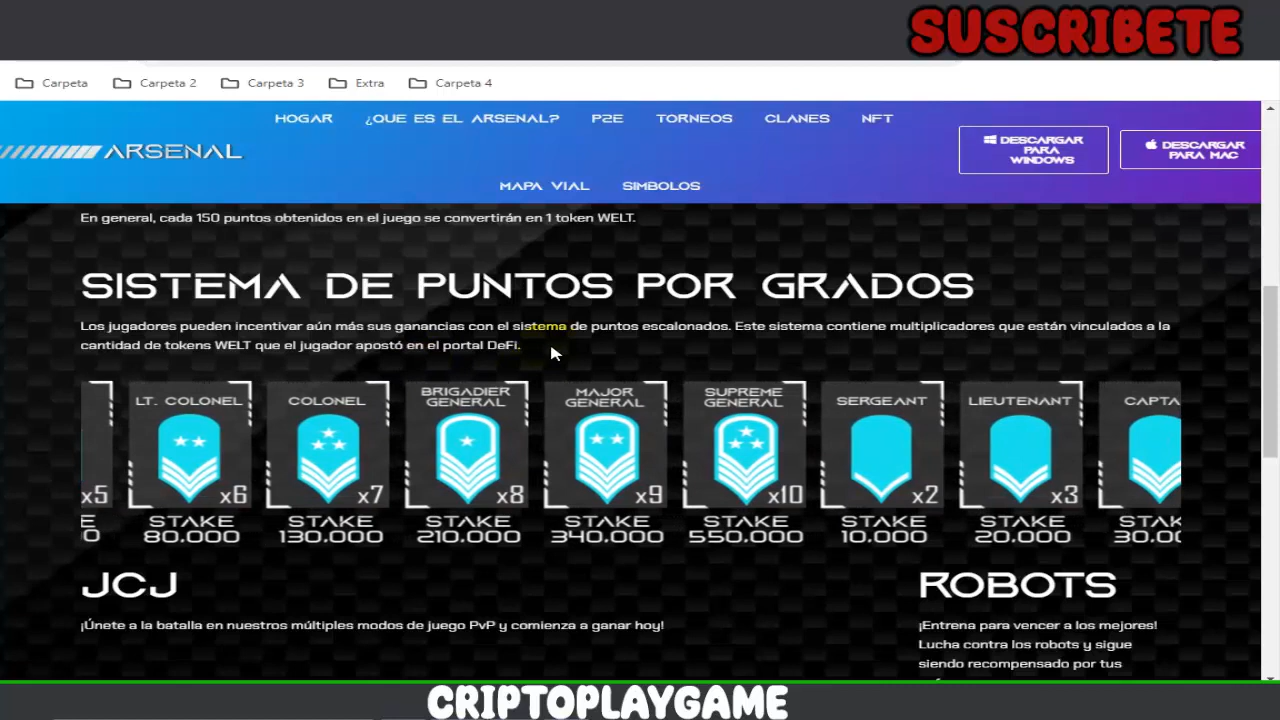 SUSCRIBETE
Carpeta Carpeta 2 Carpeta 3 Extra Carpeta 4
HOGAR ¿QUE ES EL ARSENAL? P2E TORNEOS CLANES NFT
ARSENAL
MAPA VIAL SIMBOLOS
DESCARGAR PARA WINDOWS
DESCARGAR PARA MAC
En general, cada 150 puntos obtenidos en el juego se convertirán en 1 token WELT.
SISTEMA DE PUNTOS POR GRADOS
Los jugadores pueden incentivar aún más sus ganancias con el sistema de puntos escalonados. Este sistema contiene multiplicadores que están vinculados a la
cantidad de tokens WELT que el jugador apostó en el portal DeFi.
LT. COLONEL COLONEL BRIGADIER GENERAL MAJOR GENERAL SUPREME GENERAL SERGEANT LIEUTENANT CAPTA
x5 x6 x7 x8 x9 x10 x2 x3
E STAKE STAKE STAKE STAKE STAKE STAKE STAKE STAK
0 80,000 130,000 210,000 340,000 550,000 10,000 20,000 30,00
JCJ
¡Únete a la batalla en nuestros múltiples modos de juego PvP y comienza a ganar hoy!
ROBOTS
¡Entrena para vencer a los mejores!
Lucha contra los robots y sigue
siendo recompensado por tus
CRIPTOPLAYGAME